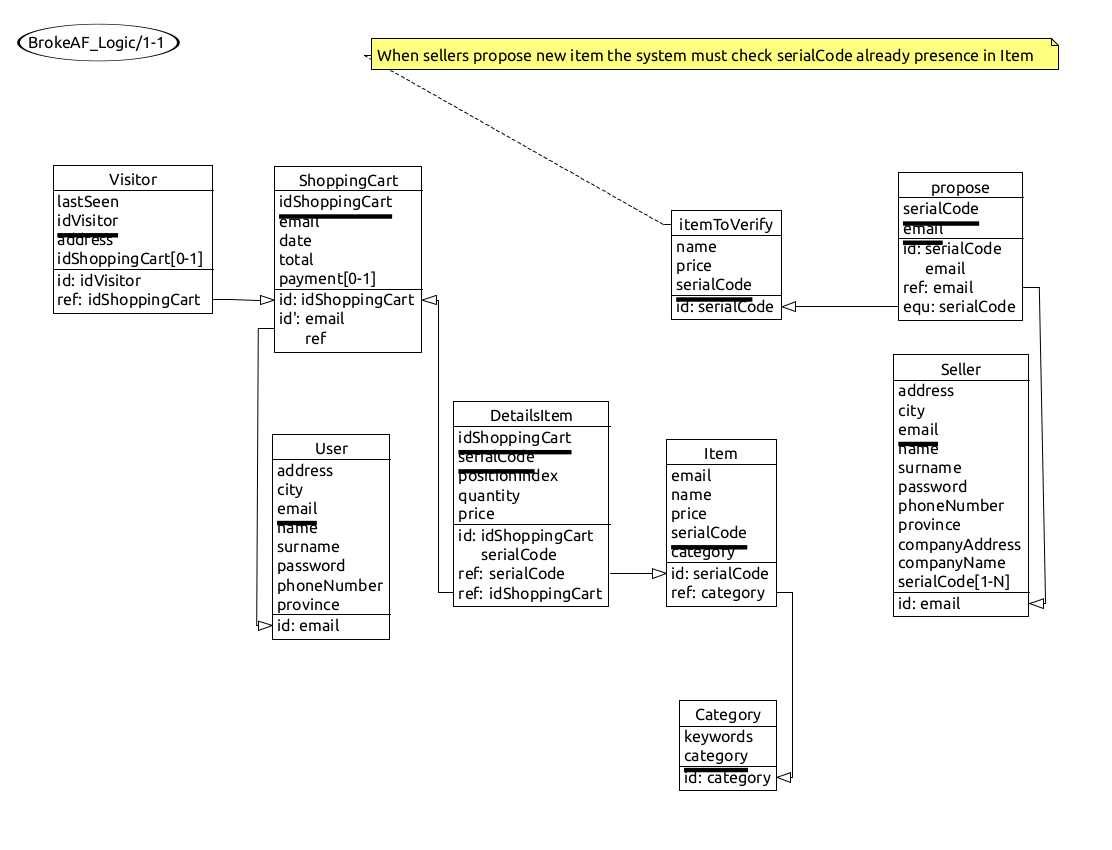 BrokeAF_Logic/1-1
When sellers propose new item the system must check serialCode already presence in Item
Visitor
lastSeen
idVisitor
address
idShoppingCart[0-1]
id: idVisitor
ref: idShoppingCart
ShoppingCart
idShoppingCart
email
date
total
payment[0-1]
id: idShoppingCart
id': email
ref
itemToVerify
name
price
serialCode
id: serialCode
propose
serialCode
email
id: serialCode
email
ref: email
equ: serialCode
User
address
city
email
name
surname
password
phoneNumber
province
id: email
DetailsItem
idShoppingCart
serialCode
positionIndex
quantity
price
id: idShoppingCart
serialCode
ref: serialCode
ref: idShoppingCart
Item
email
name
price
serialCode
category
id: serialCode
ref: category
Seller
address
city
email
name
surname
password
phoneNumber
province
companyAddress
companyName
serialCode[1-N]
id: email
Category
keywords
category
id: category